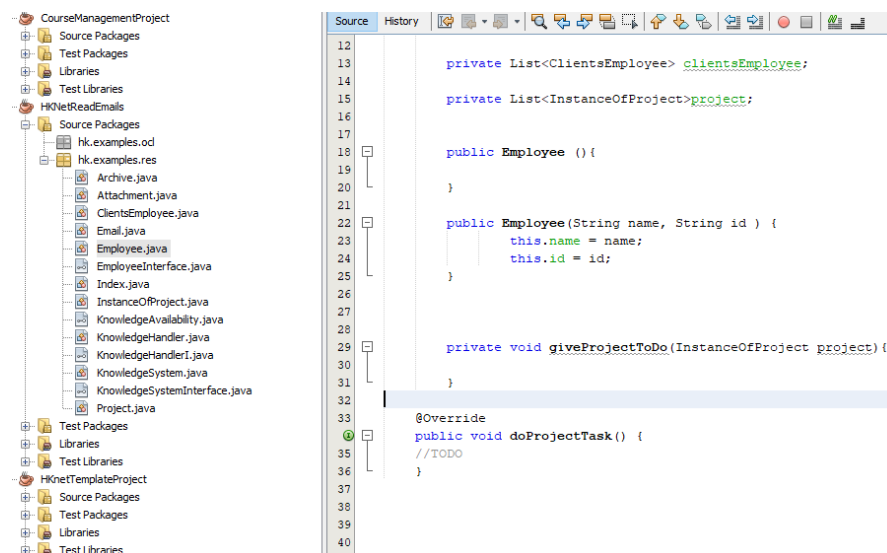 CourseManagementProject
Source Packages
Test Packages
Libraries
Test Libraries
HKNetReadEmails
Source Packages
hk.examples.ocl
hk.examples.res
Archive.java
Attachment.java
ClientsEmployee.java
Email.java
Employee.java
EmployeeInterface.java
Index.java
InstanceOfProject.java
KnowledgeAvailability.java
KnowledgeHandler.java
KnowledgeHandlerI.java
KnowledgeSystem.java
KnowledgeSystemInterface.java
Project.java
Test Packages
Libraries
Test Libraries
HKnetTemplateProject
Source Packages
Test Packages
Libraries
Test Libraries
Source History
12
13 private List<ClientsEmployee> clientsEmployee;
14
15 private List<InstanceOfProject>project;
16
17
18 public Employee (){
19
20 }
21
22 public Employee(String name, String id ) {
23 this.name = name;
24 this.id = id;
25 }
26
27
28
29 private void giveProjectToDo(InstanceOfProject project){
30
31 }
32
33 @Override
public void doProjectTask() {
35 //TODO
36 }
37
38
39
40